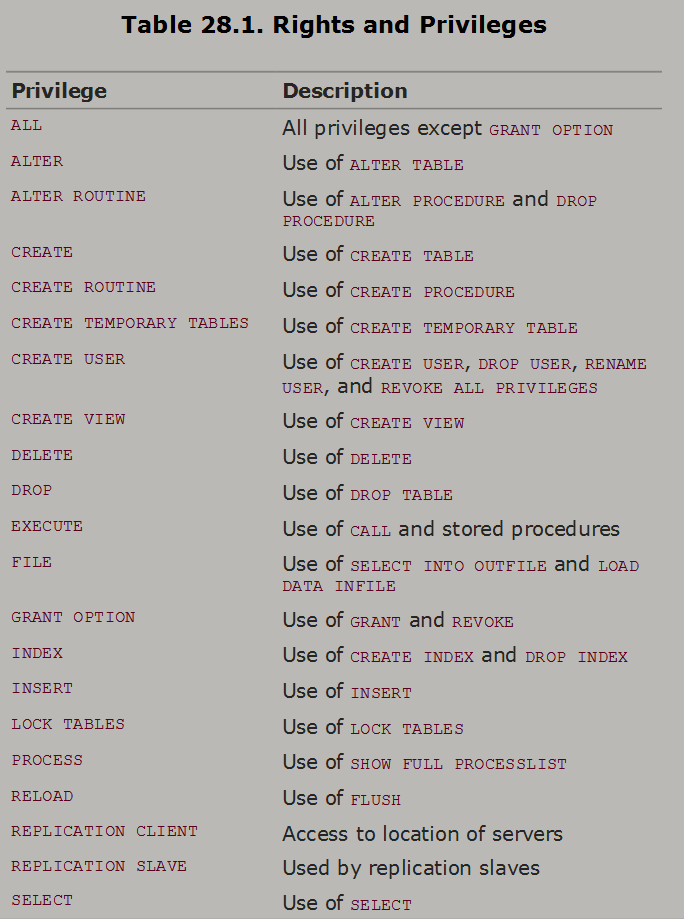 Table 28.1. Rights and Privileges
Privilege Description
ALL All privileges except GRANT OPTION
ALTER Use of ALTER TABLE
ALTER ROUTINE Use of ALTER PROCEDURE and DROP
PROCEDURE
CREATE Use of CREATE TABLE
CREATE ROUTINE Use of CREATE PROCEDURE
CREATE TEMPORARY TABLES Use of CREATE TEMPORARY TABLE
CREATE USER Use of CREATE USER, DROP USER, RENAME
USER, and REVOKE ALL PRIVILEGES
CREATE VIEW Use of CREATE VIEW
DELETE Use of DELETE
DROP Use of DROP TABLE
EXECUTE Use of CALL and stored procedures
FILE Use of SELECT INTO OUTFILE and LOAD
DATA INFILE
GRANT OPTION Use of GRANT and REVOKE
INDEX Use of CREATE INDEX and DROP INDEX
INSERT Use of INSERT
LOCK TABLES Use of LOCK TABLES
PROCESS Use of SHOW FULL PROCESSLIST
RELOAD Use of FLUSH
REPLICATION CLIENT Access to location of servers
REPLICATION SLAVE Used by replication slaves
SELECT Use of SELECT